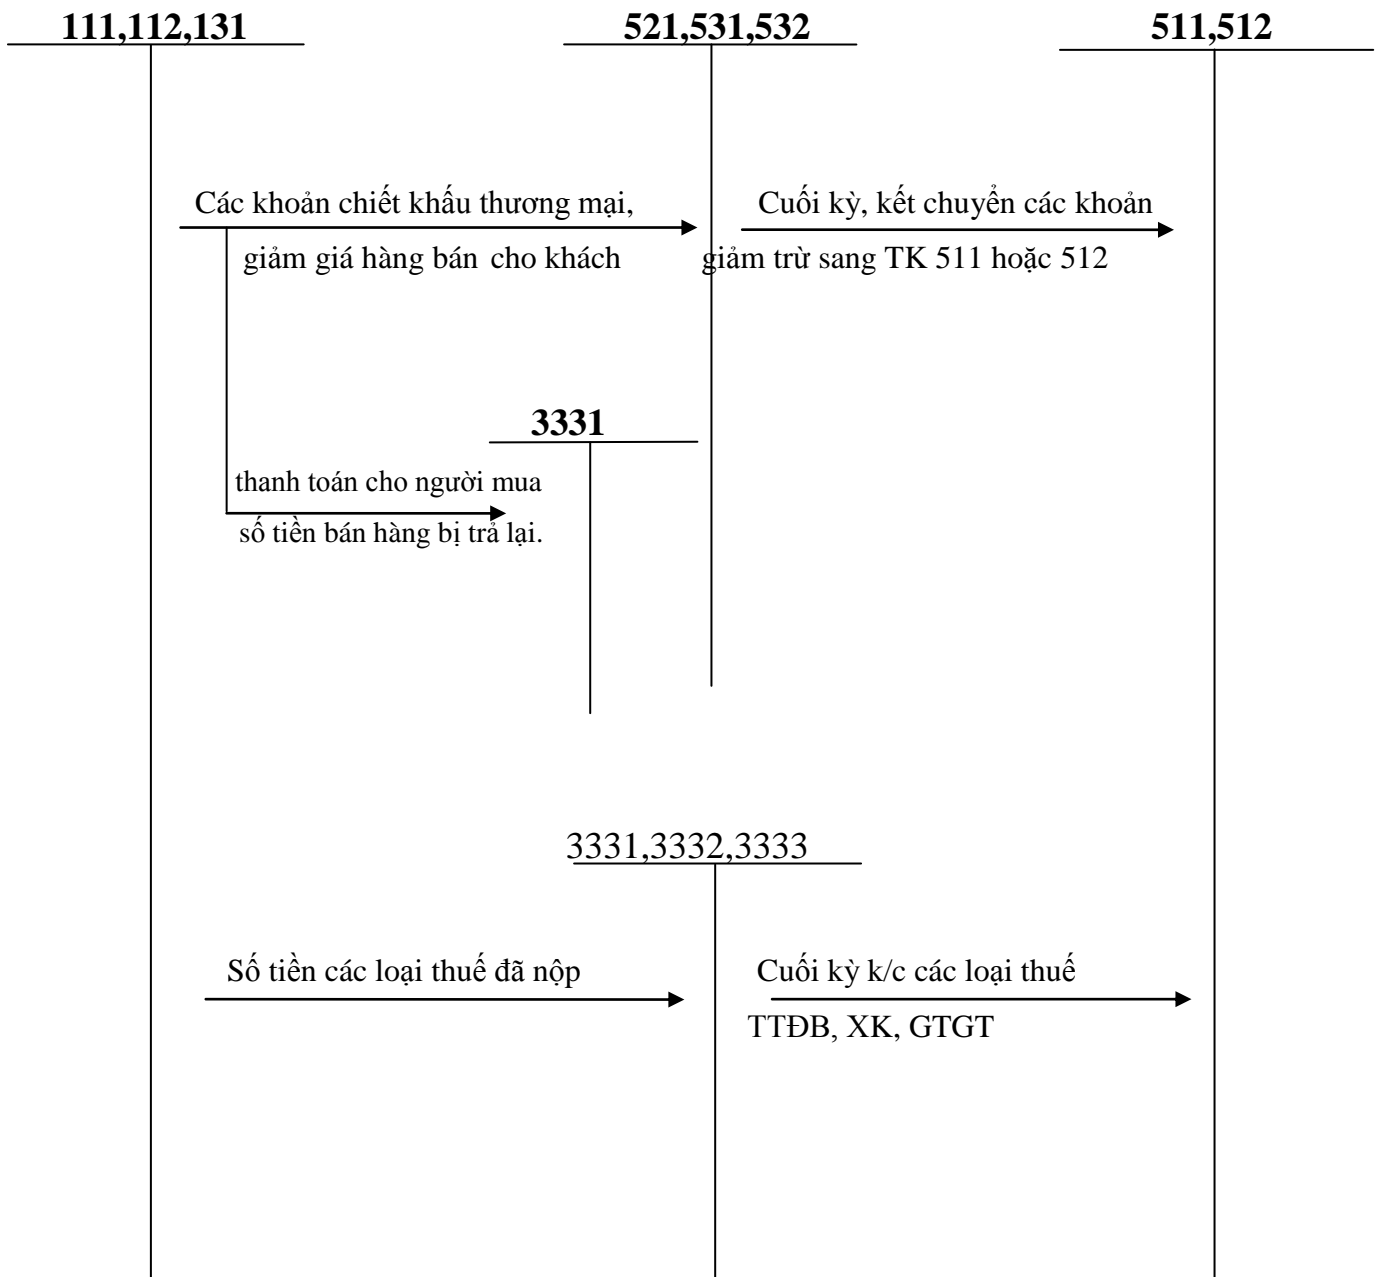 111,112,131
521,531,532
511,512
Các khoản chiết khấu thương mại,
giảm giá hàng bán cho khách
Cuối kỳ, kết chuyển các khoản
giảm trừ sang TK 511 hoặc 512
3331
thanh toán cho người mua
số tiền bán hàng bị trả lại.
3331,3332,3333
Số tiền các loại thuế đã nộp
Cuối kỳ k/c các loại thuế
TTĐB, XK, GTGT